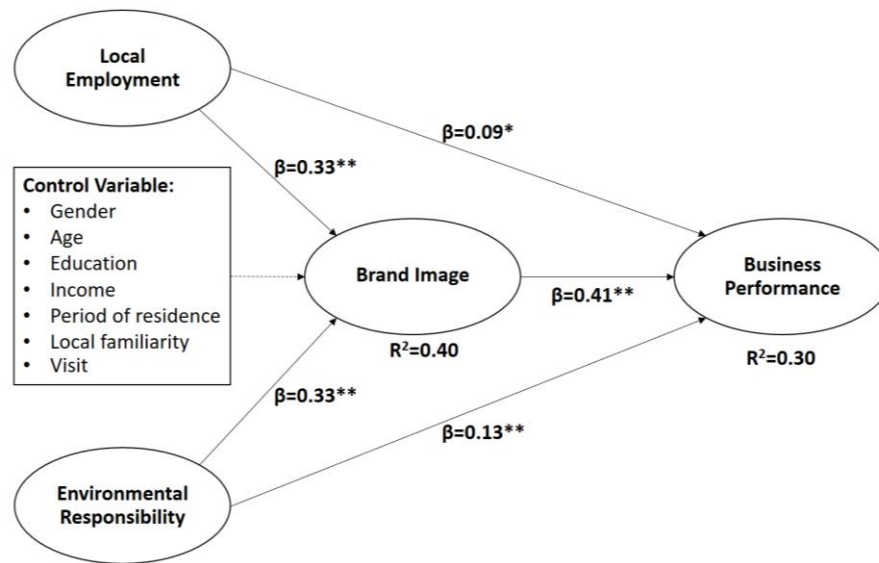 Local
Employment
β=0.09*
β=0.33**
Control Variable:
• Gender
• Age
• Education
• Income
• Period of residence
• Local familiarity
• Visit
Brand Image
β=0.41**
Business
Performance
R²=0.40
R²=0.30
β=0.33**
β=0.13**
Environmental
Responsibility